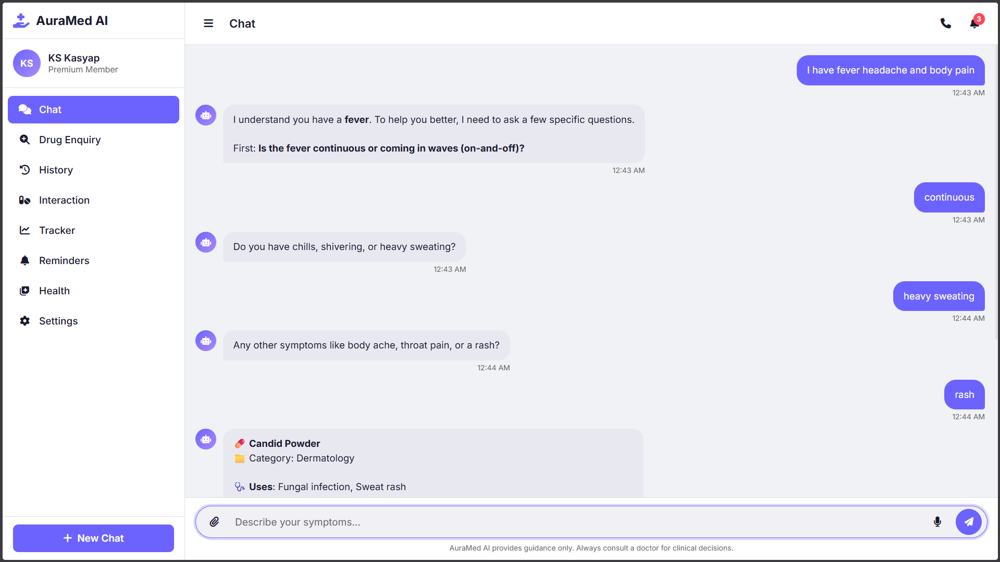 AuraMed AI
KS
KS Kasyap
Premium Member
Chat
Drug Enquiry
History
Interaction
Tracker
Reminders
Health
Settings
+ New Chat
Chat
3
I have fever headache and body pain
12:43 AM
I understand you have a fever. To help you better, I need to ask a few specific questions.
First: Is the fever continuous or coming in waves (on-and-off)?
12:43 AM
continuous
12:43 AM
Do you have chills, shivering, or heavy sweating?
12:43 AM
heavy sweating
12:44 AM
Any other symptoms like body ache, throat pain, or a rash?
12:44 AM
rash
12:44 AM
Candid Powder
Category: Dermatology
Uses: Fungal infection, Sweat rash
Describe your symptoms...
AuraMed AI provides guidance only. Always consult a doctor for clinical decisions.